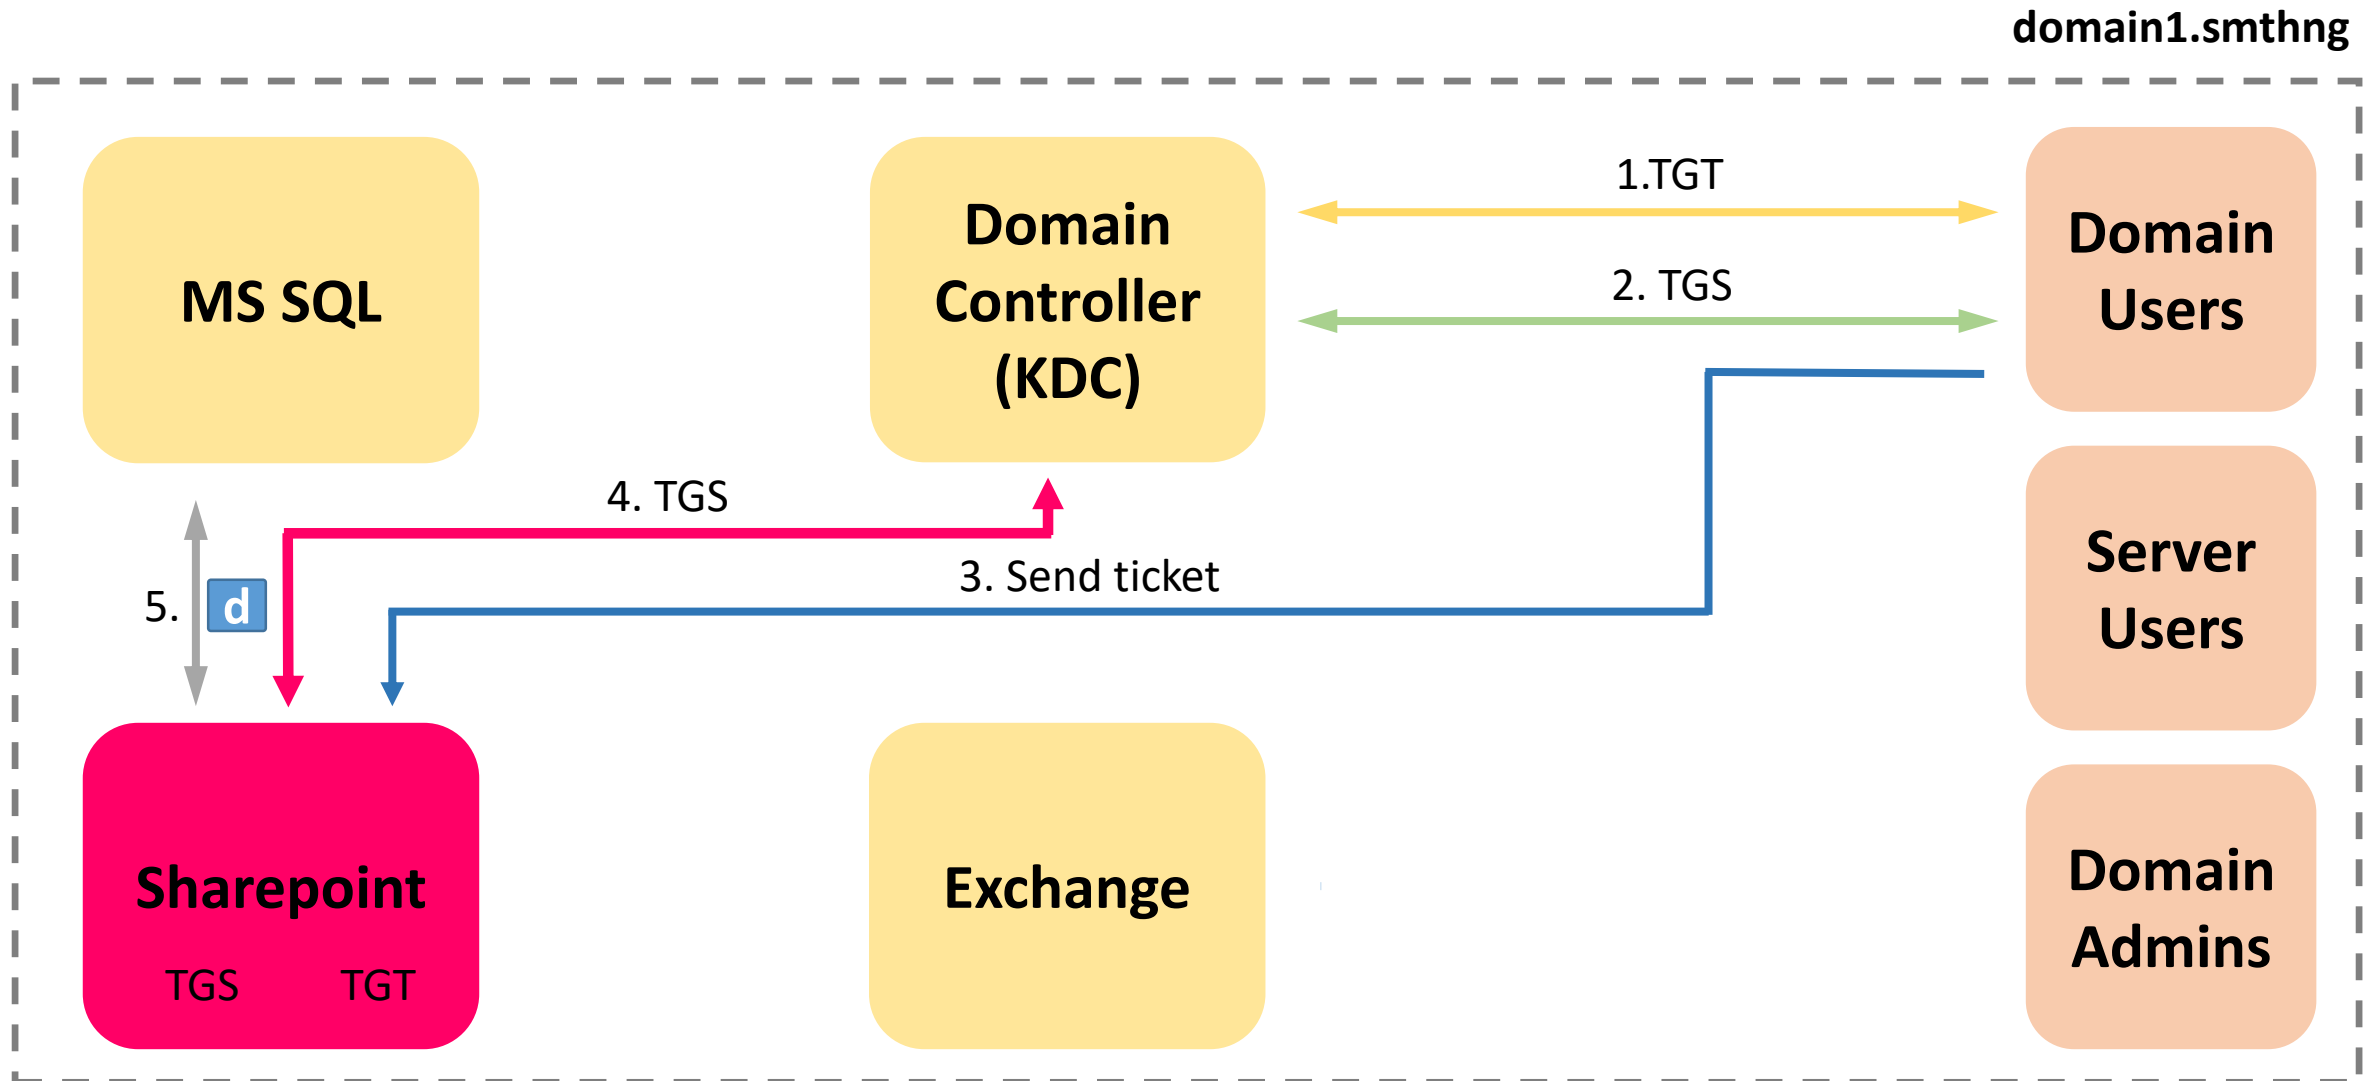 domain1.smthng
MS SQL
Domain
Controller
(KDC)
1.TGT
2. TGS
Domain
Users
4. TGS
3. Send ticket
5.
d
Server
Users
Sharepoint
TGS TGT
Exchange
Domain
Admins